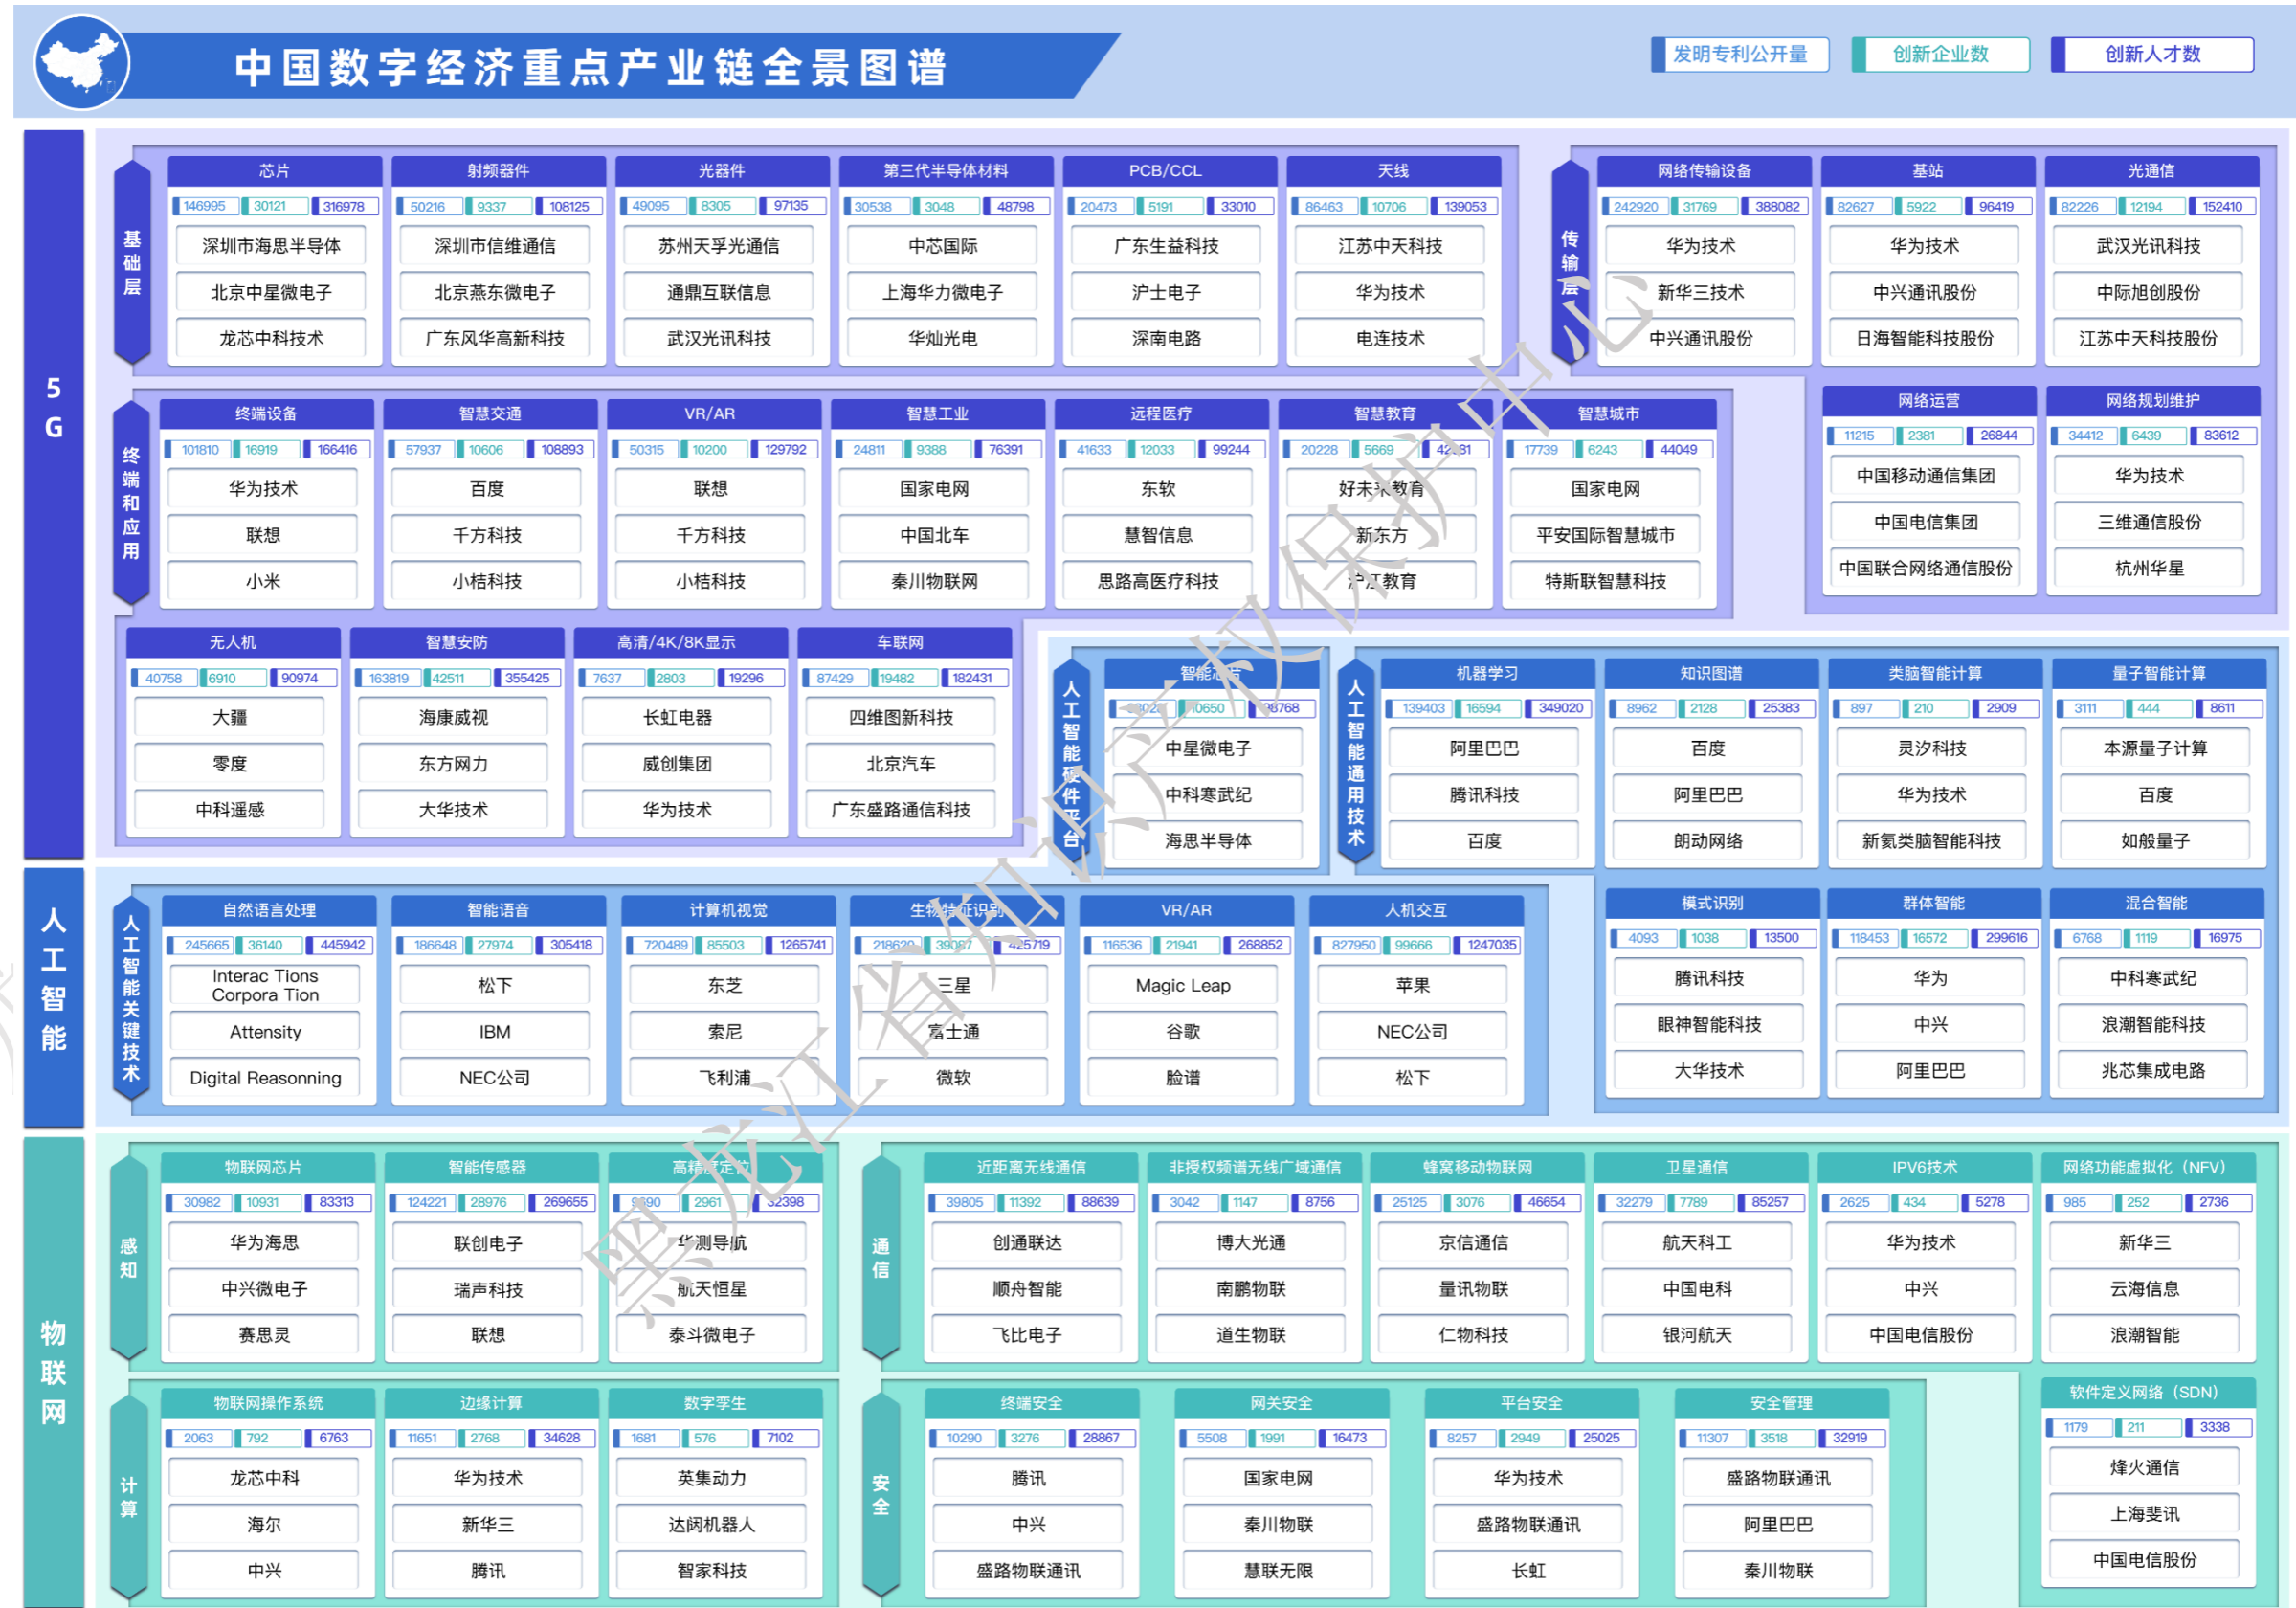 中国数字经济重点产业链全景图谱
发明专利公开量 创新企业数 创新人才数
5G
基础层
芯片
146995 30121 316978
深圳市海思半导体
北京中星微电子
龙芯中科技术
射频器件
50216 9337 108125
深圳市信维通信
北京燕东微电子
广东风华高新科技
光器件
49095 8305 97135
苏州天孚光通信
通鼎互联信息
武汉光讯科技
第三代半导体材料
30538 3048 48798
中芯国际
上海华力微电子
华灿光电
PCB/CCL
20473 5191 33010
广东生益科技
沪士电子
深南电路
天线
86463 10706 139053
江苏中天科技
华为技术
电连技术
传输层
网络传输设备
242920 31769 388082
华为技术
新华三技术
中兴通讯股份
基站
82627 5922 96419
华为技术
中兴通讯股份
日海智能科技股份
光通信
82226 12194 152410
武汉光讯科技
中际旭创股份
江苏中天科技股份
网络运营
11215 2381 26844
中国移动通信集团
中国电信集团
中国联合网络通信股份
网络规划维护
34412 6439 83612
华为技术
三维通信股份
杭州华星
终端和应用
终端设备
101810 16919 166416
华为技术
联想
小米
智慧交通
57937 10606 108893
百度
千方科技
小桔科技
VR/AR
50315 10200 129792
联想
千方科技
小桔科技
智慧工业
24811 9388 76391
国家电网
中国北车
秦川物联网
远程医疗
41633 12033 99244
东软
慧智信息
思路高医疗科技
智慧教育
20228 5669
好未来教育
新东方
沪江教育
智慧城市
17739 6243 44049
国家电网
平安国际智慧城市
特斯联智慧科技
无人机
40758 6910 90974
大疆
零度
中科遥感
智慧安防
163819 42511 355425
海康威视
东方网力
大华技术
高清/4K/8K显示
7637 2803 19296
长虹电器
威创集团
华为技术
车联网
87429 19482 182431
四维图新科技
北京汽车
广东盛路通信科技
人工智能
人工智能硬件平台
智能芯片
10650
中星微电子
中科寒武纪
海思半导体
人工智能通用技术
机器学习
139403 16594 349020
阿里巴巴
腾讯科技
百度
知识图谱
8962 2128 25383
百度
阿里巴巴
朗动网络
类脑智能计算
897 210 2909
灵汐科技
华为技术
新氦类脑智能科技
量子智能计算
3111 444 8611
本源量子计算
百度
如般量子
模式识别
4093 1038 13500
腾讯科技
眼神智能科技
大华技术
群体智能
118453 16572 299616
华为
中兴
阿里巴巴
混合智能
6768 1119 16975
中科寒武纪
浪潮智能科技
兆芯集成电路
人工智能关键技术
自然语言处理
245665 36140 445942
Interac Tions
Corpora Tion
Attensity
Digital Reasonning
智能语音
186648 27974 305418
松下
IBM
NEC公司
计算机视觉
720489 85503 1265741
东芝
索尼
飞利浦
生物特征识别
三星
富士通
微软
VR/AR
116536 21941 268852
Magic Leap
谷歌
脸谱
人机交互
827950 99666 1247035
苹果
NEC公司
松下
物联网
感知
物联网芯片
30982 10931 83313
华为海思
中兴微电子
赛思灵
智能传感器
124221 28976 269655
联创电子
瑞声科技
联想
高精度定位
2961 32398
华测导航
航天恒星
泰斗微电子
通信
近距离无线通信
39805 11392 88639
创通联达
顺舟智能
飞比电子
非授权频谱无线广域通信
3042 1147 8756
博大光通
南鹏物联
道生物联
蜂窝移动物联网
25125 3076 46654
京信通信
量讯物联
仁物科技
卫星通信
32279 7789 85257
航天科工
中国电科
银河航天
IPV6技术
2625 434 5278
华为技术
中兴
中国电信股份
网络功能虚拟化（NFV）
985 252 2736
新华三
云海信息
浪潮智能
软件定义网络（SDN）
1179 211 3338
烽火通信
上海斐讯
中国电信股份
计算
物联网操作系统
2063 792 6763
龙芯中科
海尔
中兴
边缘计算
11651 2768 34628
华为技术
新华三
腾讯
数字孪生
1681 576 7102
英集动力
达闼机器人
智家科技
安全
终端安全
10290 3276 28867
腾讯
中兴
盛路物联通讯
网关安全
5508 1991 16473
国家电网
秦川物联
慧联无限
平台安全
8257 2949 25025
华为技术
盛路物联通讯
长虹
安全管理
11307 3518 32919
盛路物联通讯
阿里巴巴
秦川物联
黑龙江省知识产权保护中心